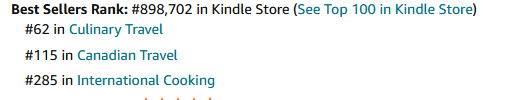 Best Sellers Rank: #898,702 in Kindle Store (See Top 100 in Kindle Store)
#62 in Culinary Travel
#115 in Canadian Travel
#285 in International Cooking